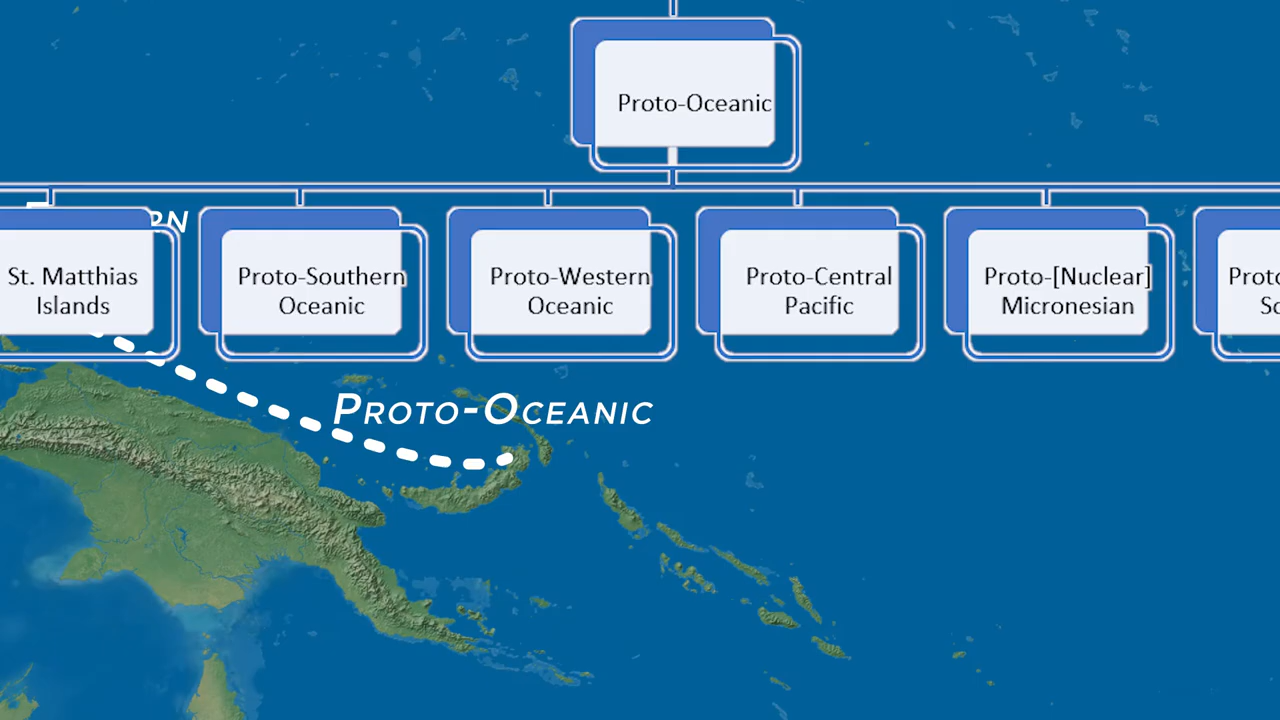 Proto-Oceanic
St. Matthias
Islands
Proto-Southern
Oceanic
Proto-Western
Oceanic
Proto-Central
Pacific
Proto-[Nuclear]
Micronesian
PROTO-OCEANIC